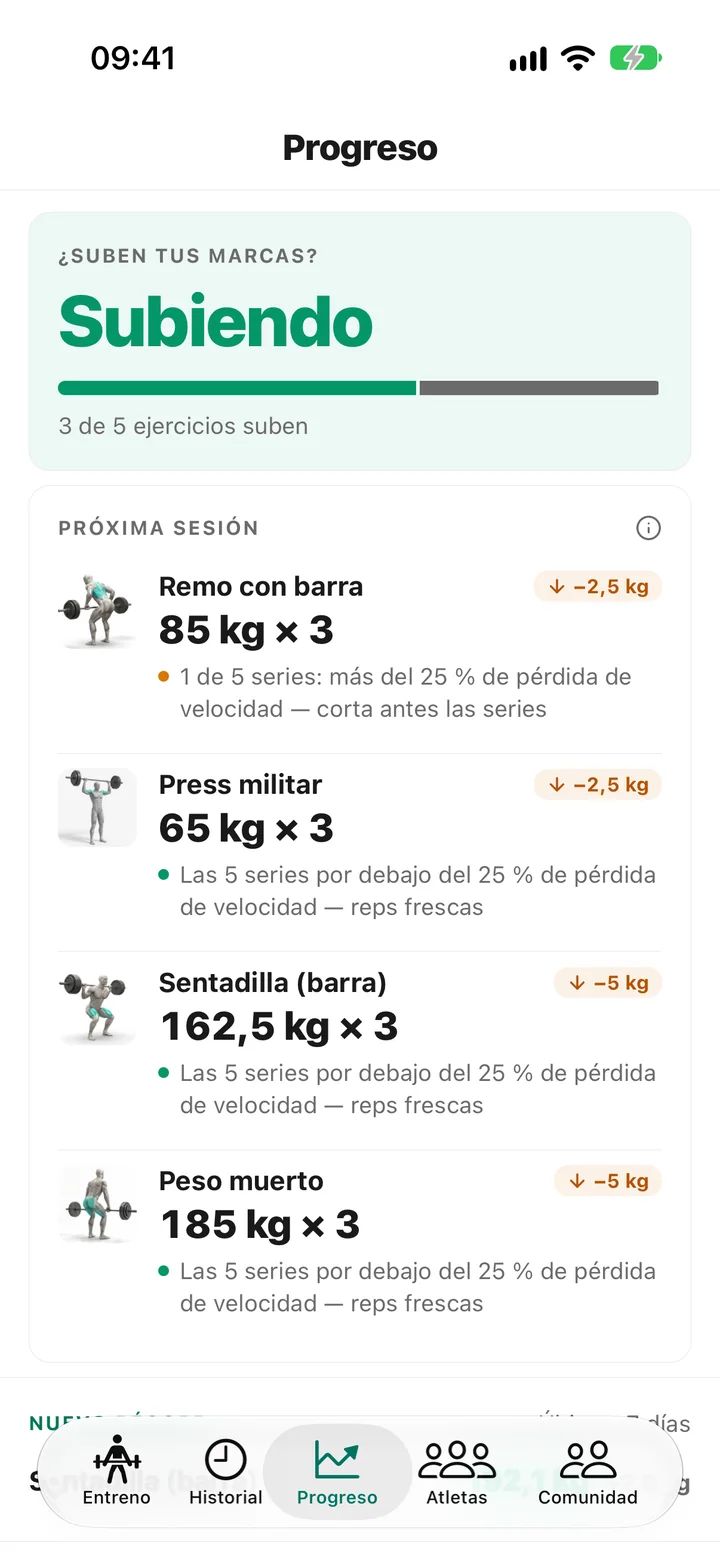 09:41
Progreso
¿SUBEN TUS MARCAS?
Subiendo
3 de 5 ejercicios suben
PRÓXIMA SESIÓN
Remo con barra
↓ −2,5 kg
85 kg × 3
1 de 5 series: más del 25 % de pérdida de
velocidad — corta antes las series
Press militar
↓ −2,5 kg
65 kg × 3
Las 5 series por debajo del 25 % de pérdida
de velocidad — reps frescas
Sentadilla (barra)
↓ −5 kg
162,5 kg × 3
Las 5 series por debajo del 25 % de pérdida
de velocidad — reps frescas
Peso muerto
↓ −5 kg
185 kg × 3
Las 5 series por debajo del 25 % de pérdida
de velocidad — reps frescas
días
Sentadilla (barra)
Entreno
Historial
Progreso
Atletas
Comunidad